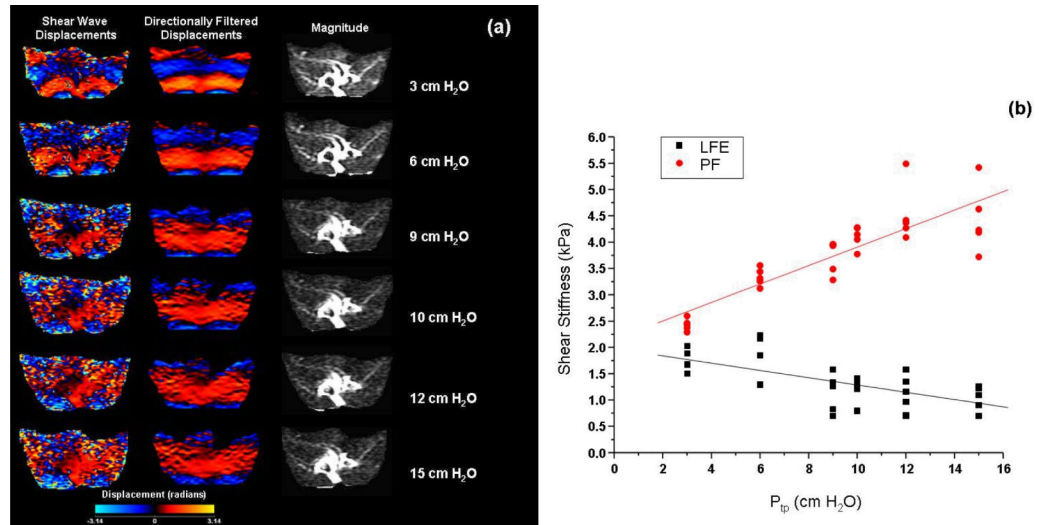 Shear Wave Displacements
Directionally Filtered Displacements
Magnitude
(a)
3 cm H₂O
6 cm H₂O
9 cm H₂O
10 cm H₂O
12 cm H₂O
15 cm H₂O
Displacement (radians)
-3.14 0 3.14
(b)
LFE
PF
Shear Stiffness (kPa)
6.0
5.5
5.0
4.5
4.0
3.5
3.0
2.5
2.0
1.5
1.0
0.5
0.0
0 2 4 6 8 10 12 14 16
Ptp (cm H₂O)